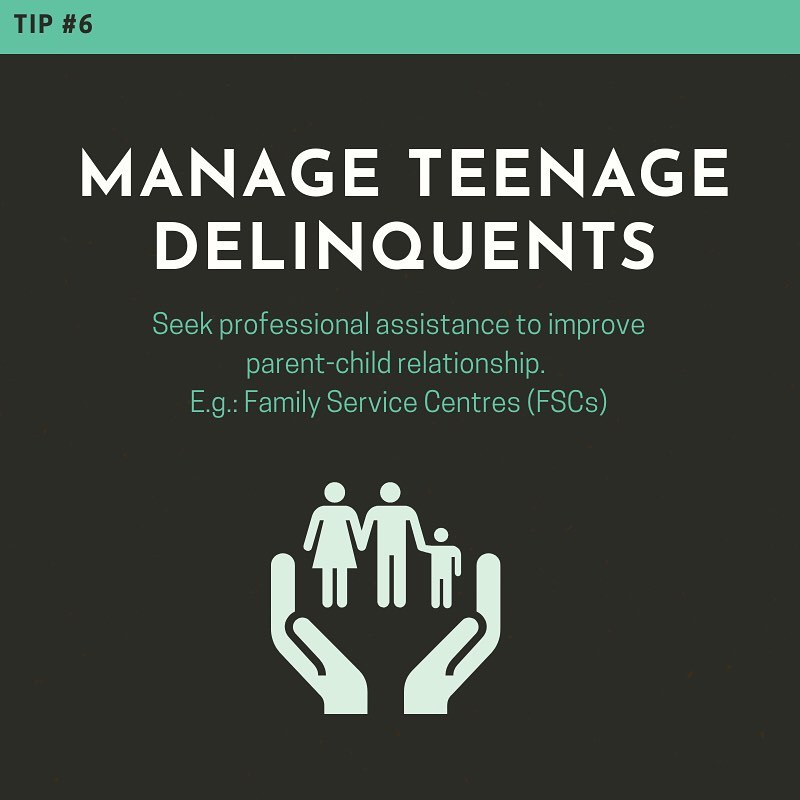 TIP #6
MANAGE TEENAGE
DELINQUENTS
Seek professional assistance to improve
parent-child relationship.
E.g.: Family Service Centres (FSCs)